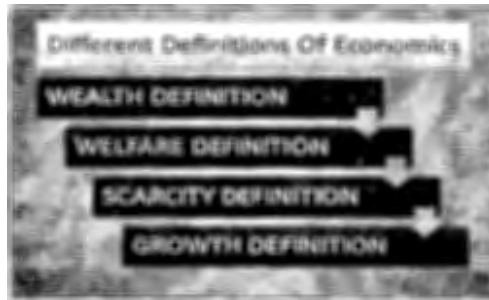 Different Definitions Of Economics
WEALTH DEFINITION
WELFARE DEFINITION
SCARCITY DEFINITION
GROWTH DEFINITION